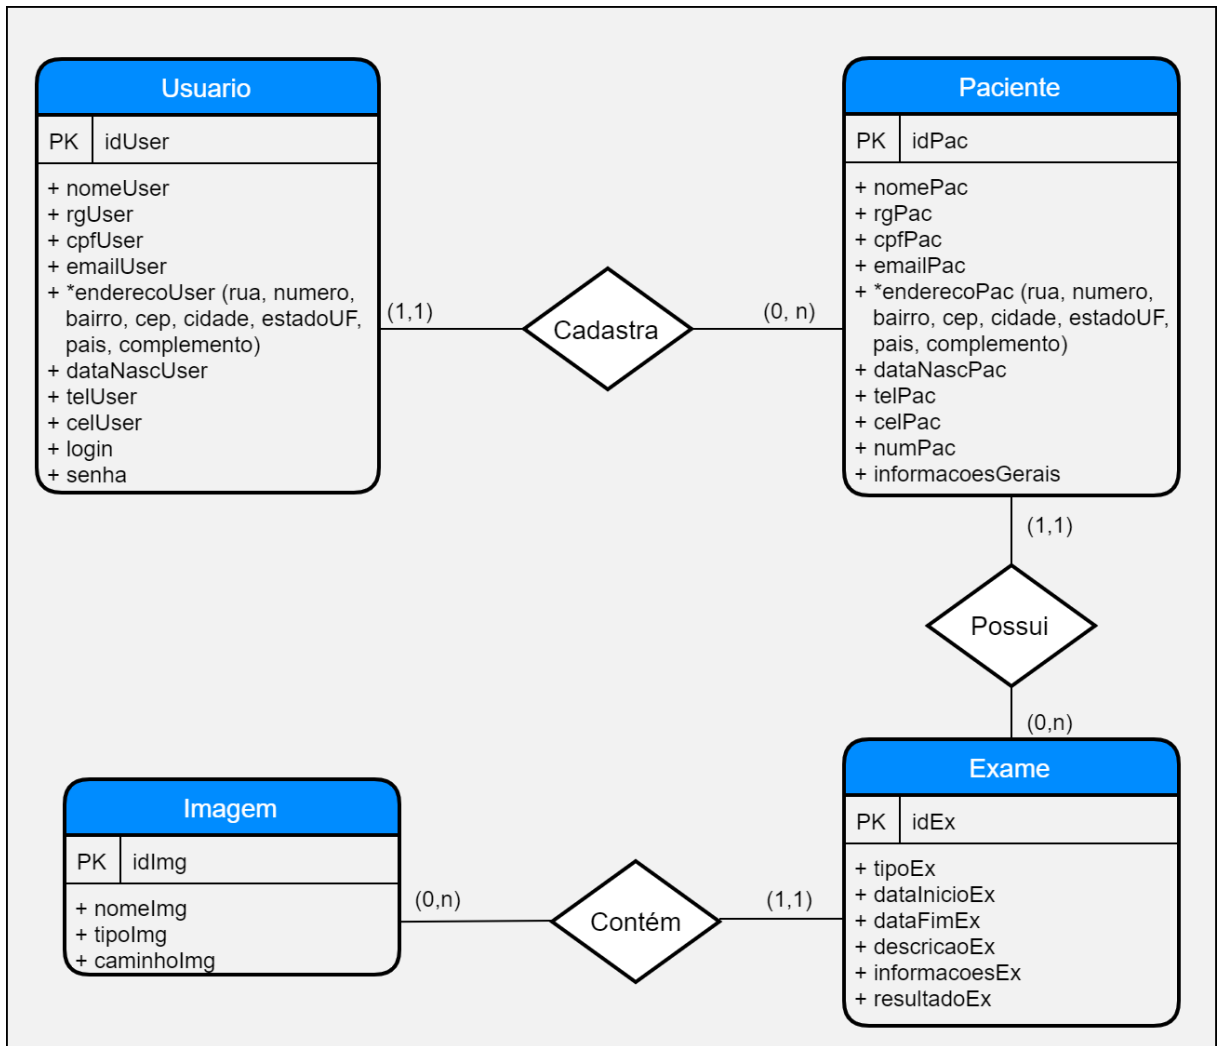 Usuario
PK idUser
+ nomeUser
+ rgUser
+ cpfUser
+ emailUser
+ *enderecoUser (rua, numero,
bairro, cep, cidade, estadoUF,
pais, complemento)
+ dataNascUser
+ telUser
+ celUser
+ login
+ senha
(1,1)
Cadastra
(0, n)
Paciente
PK idPac
+ nomePac
+ rgPac
+ cpfPac
+ emailPac
+ *enderecoPac (rua, numero,
bairro, cep, cidade, estadoUF,
pais, complemento)
+ dataNascPac
+ telPac
+ celPac
+ numPac
+ informacoesGerais
(1,1)
Possui
(0,n)
Exame
PK idEx
+ tipoEx
+ dataInicioEx
+ dataFimEx
+ descricaoEx
+ informacoesEx
+ resultadoEx
(1,1)
Contém
(0,n)
Imagem
PK idImg
+ nomeImg
+ tipoImg
+ caminhoImg